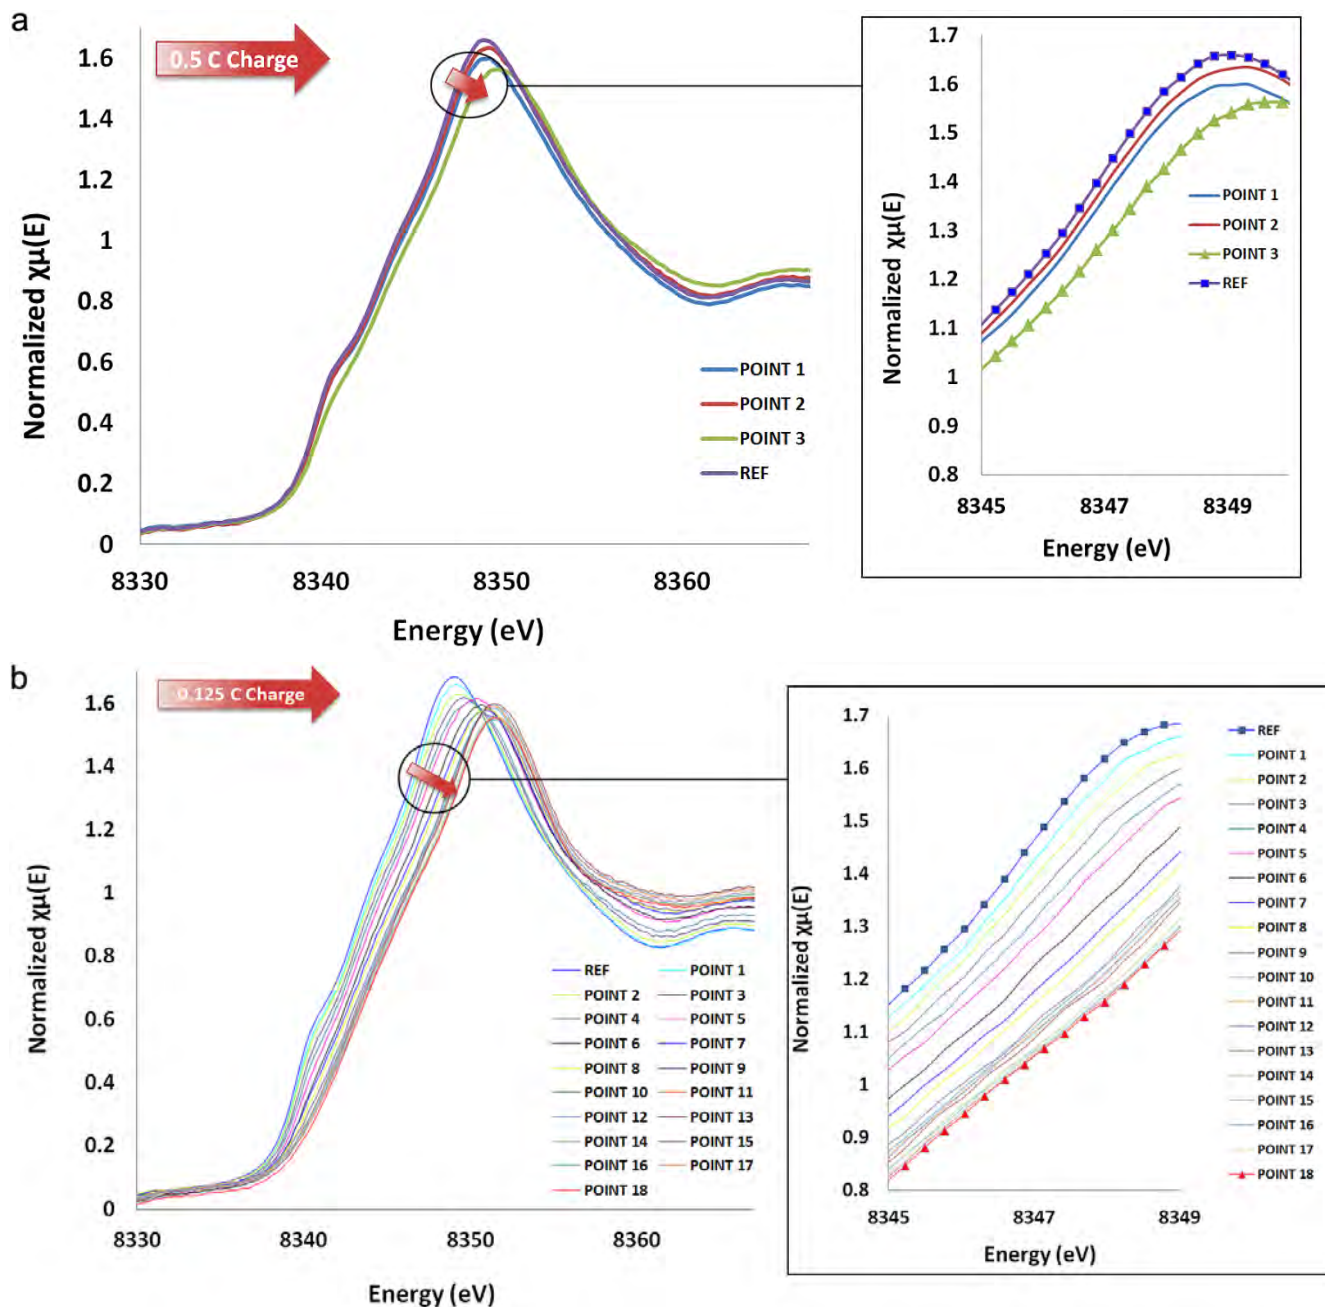 a
0.5 C Charge
Normalized χμ(E)
1.6
1.4
1.2
1
0.8
0.6
0.4
0.2
0
8330
8340
8350
8360
Energy (eV)
POINT 1
POINT 2
POINT 3
REF
Normalized χμ(E)
1.7
1.6
1.5
1.4
1.3
1.2
1.1
1
0.9
0.8
8345
8347
8349
Energy (eV)
POINT 1
POINT 2
POINT 3
REF
b
0.125 C Charge
Normalized χμ(E)
1.6
1.4
1.2
1
0.8
0.6
0.4
0.2
0
8330
8340
8350
8360
Energy (eV)
REF POINT 1
POINT 2 POINT 3
POINT 4 POINT 5
POINT 6 POINT 7
POINT 8 POINT 9
POINT 10 POINT 11
POINT 12 POINT 13
POINT 14 POINT 15
POINT 16 POINT 17
POINT 18
Normalized χμ(E)
1.7
1.6
1.5
1.4
1.3
1.2
1.1
1
0.9
0.8
8345
8347
8349
Energy (eV)
REF
POINT 1
POINT 2
POINT 3
POINT 4
POINT 5
POINT 6
POINT 7
POINT 8
POINT 9
POINT 10
POINT 11
POINT 12
POINT 13
POINT 14
POINT 15
POINT 16
POINT 17
POINT 18